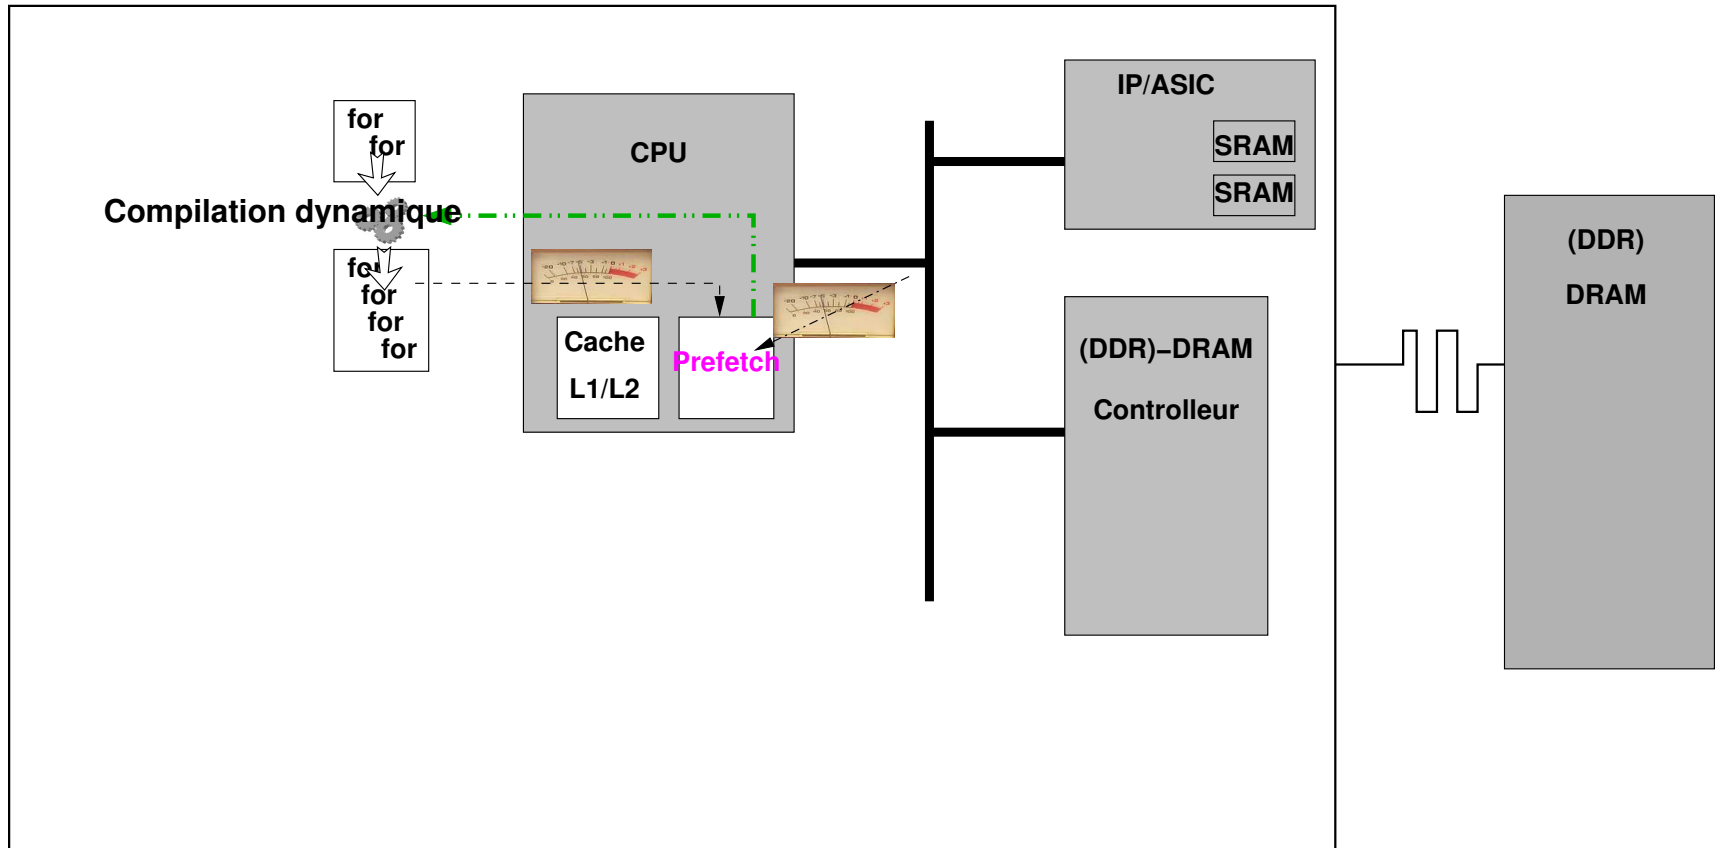 for
for
Compilation dynamique
for
for
for
for
CPU
Cache
L1/L2
Prefetch
IP/ASIC
SRAM
SRAM
(DDR)–DRAM
Controlleur
(DDR)
DRAM